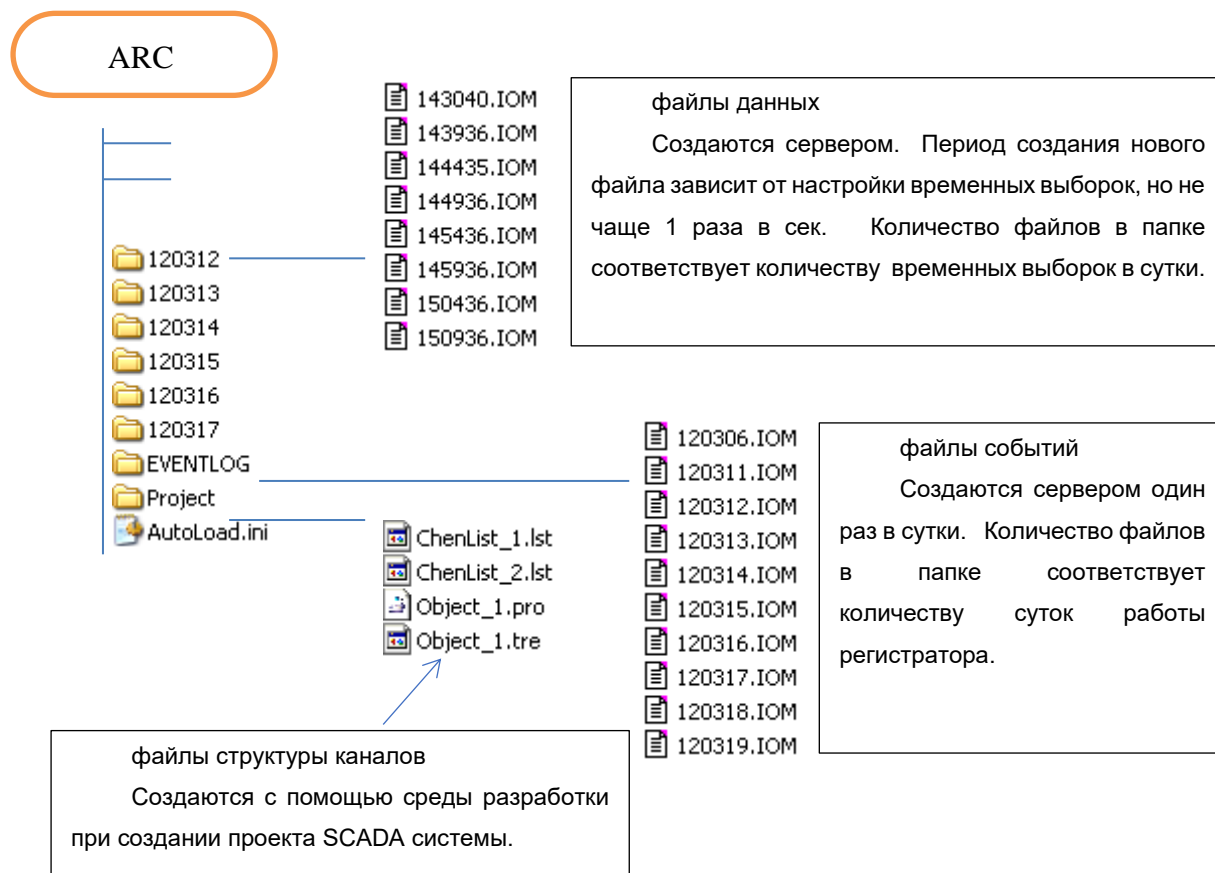 ARC
143040.IOM
143936.IOM
144435.IOM
144936.IOM
145436.IOM
145936.IOM
150436.IOM
150936.IOM
файлы данных
Создаются сервером. Период создания нового
файла зависит от настройки временных выборок, но не
чаще 1 раза в сек. Количество файлов в папке
соответствует количеству временных выборок в сутки.
120312
120313
120314
120315
120316
120317
EVENTLOG
Project
AutoLoad.ini
120306.IOM
120311.IOM
120312.IOM
120313.IOM
120314.IOM
120315.IOM
120316.IOM
120317.IOM
120318.IOM
120319.IOM
файлы событий
Создаются сервером один
раз в сутки. Количество файлов
в папке соответствует
количеству суток работы
регистратора.
ChenList_1.lst
ChenList_2.lst
Object_1.pro
Object_1.tre
файлы структуры каналов
Создаются с помощью среды разработки
при создании проекта SCADA системы.